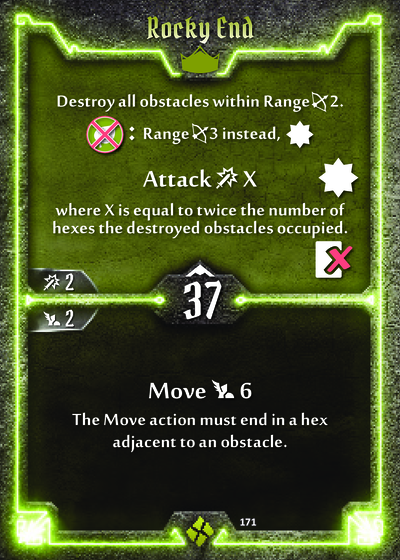 Rocky End
Destroy all obstacles within Range 2.
: Range 3 instead,
Attack X
where X is equal to twice the number of
hexes the destroyed obstacles occupied.
2
37
2
Move 6
The Move action must end in a hex
adjacent to an obstacle.
171